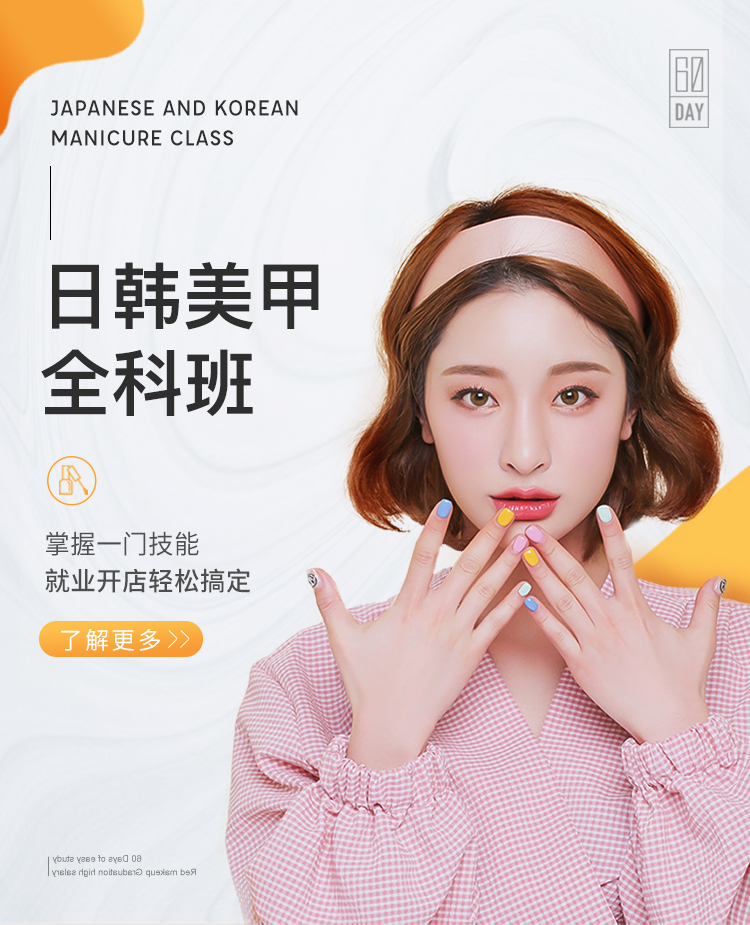 60
DAY
JAPANESE AND KOREAN
MANICURE CLASS
日韩美甲
全科班
掌握一门技能
就业开店轻松搞定
了解更多>>
60 Days of easy study
Red makeup Graduation high salary